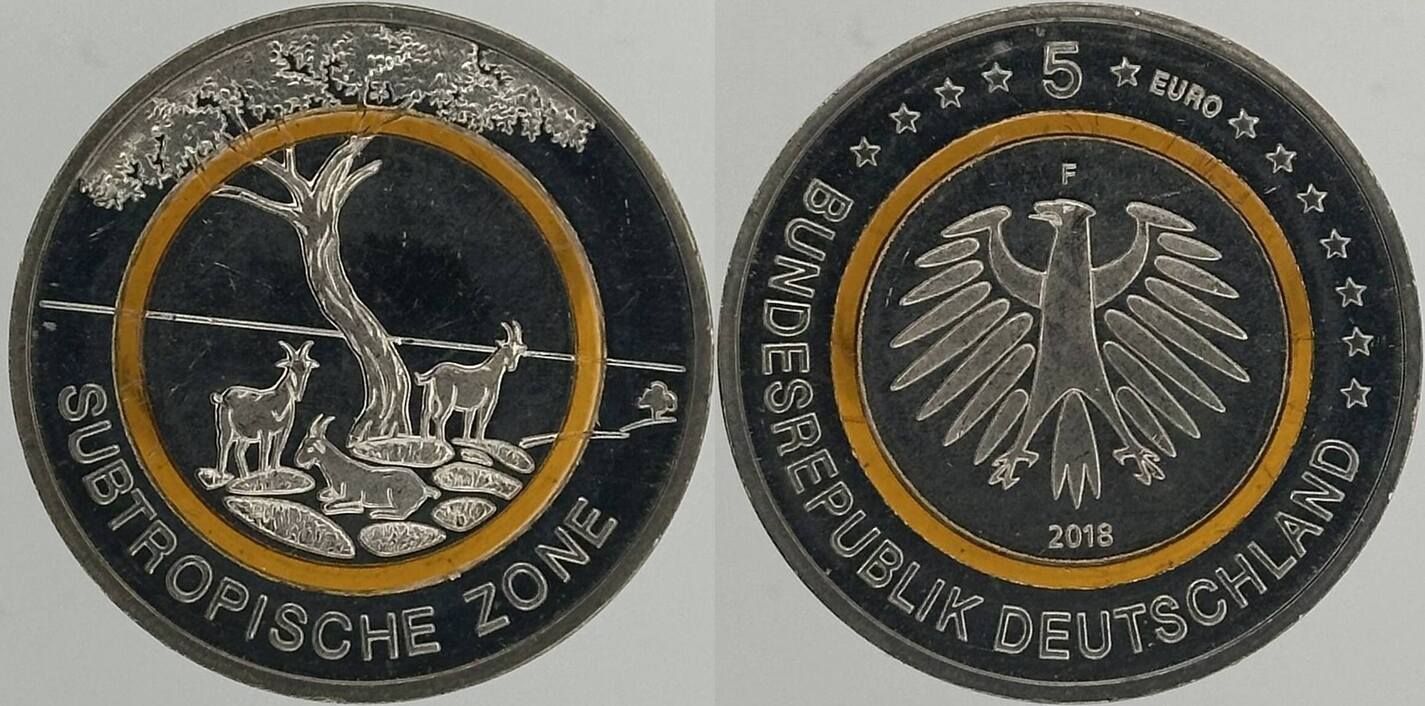 SUBTROPISCHE ZONE
5 EURO
F
2018
BUNDESREPUBLIK DEUTSCHLAND